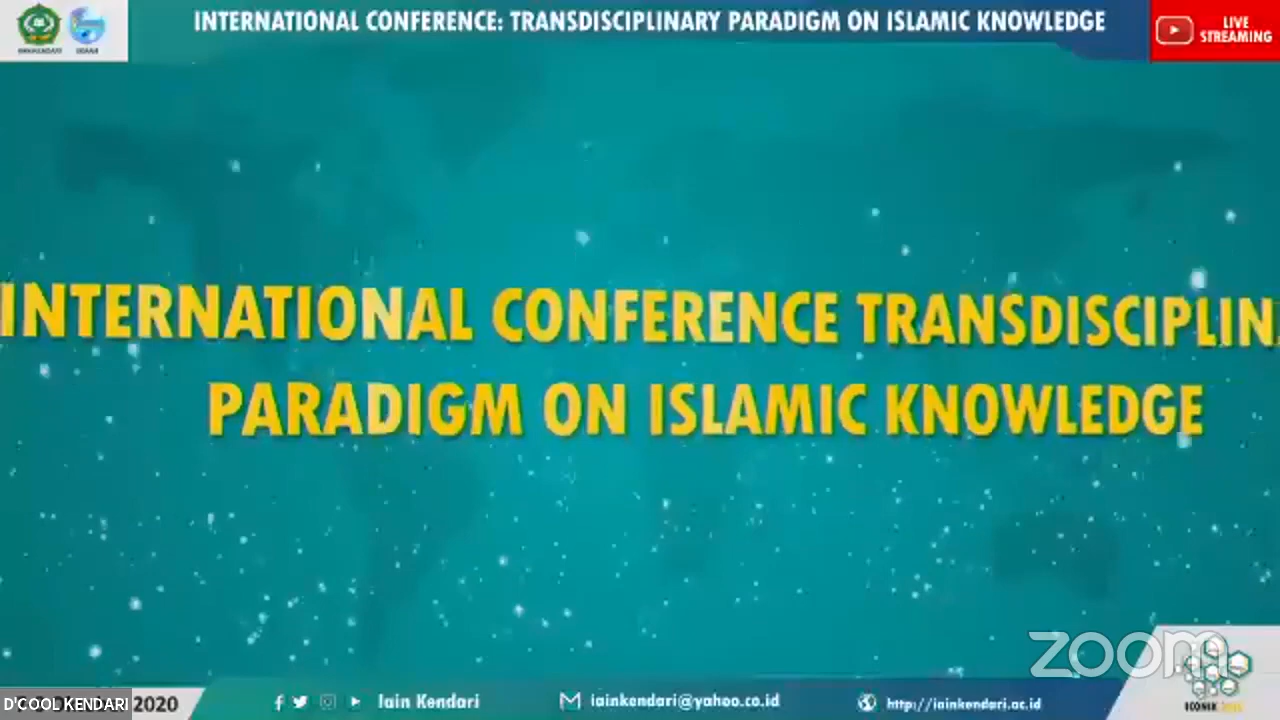 INTERNATIONAL CONFERENCE: TRANSDISCIPLINARY PARADIGM ON ISLAMIC KNOWLEDGE
LIVE
STREAMING
INTERNATIONAL CONFERENCE TRANSDISCIPLIN
PARADIGM ON ISLAMIC KNOWLEDGE
zoom
ICONIK
D'COOL KENDARI
2020
Iain Kendari
iainkendari@yahoo.co.id
http://iainkendari.ac.id